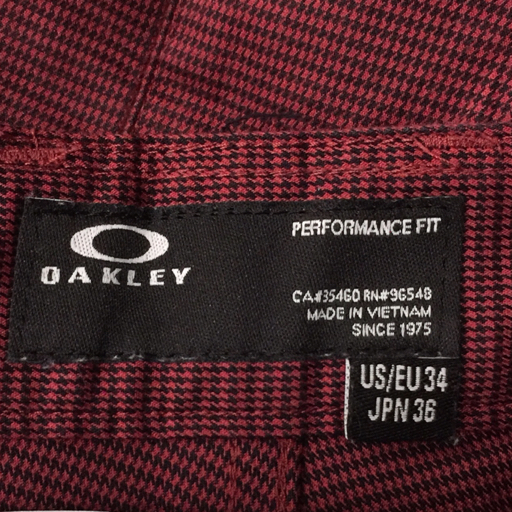 OAKLEY
PERFORMANCE FIT
CA#35460 RN#96548
MADE IN VIETNAM
SINCE 1975
US/EU 34
JPN 36